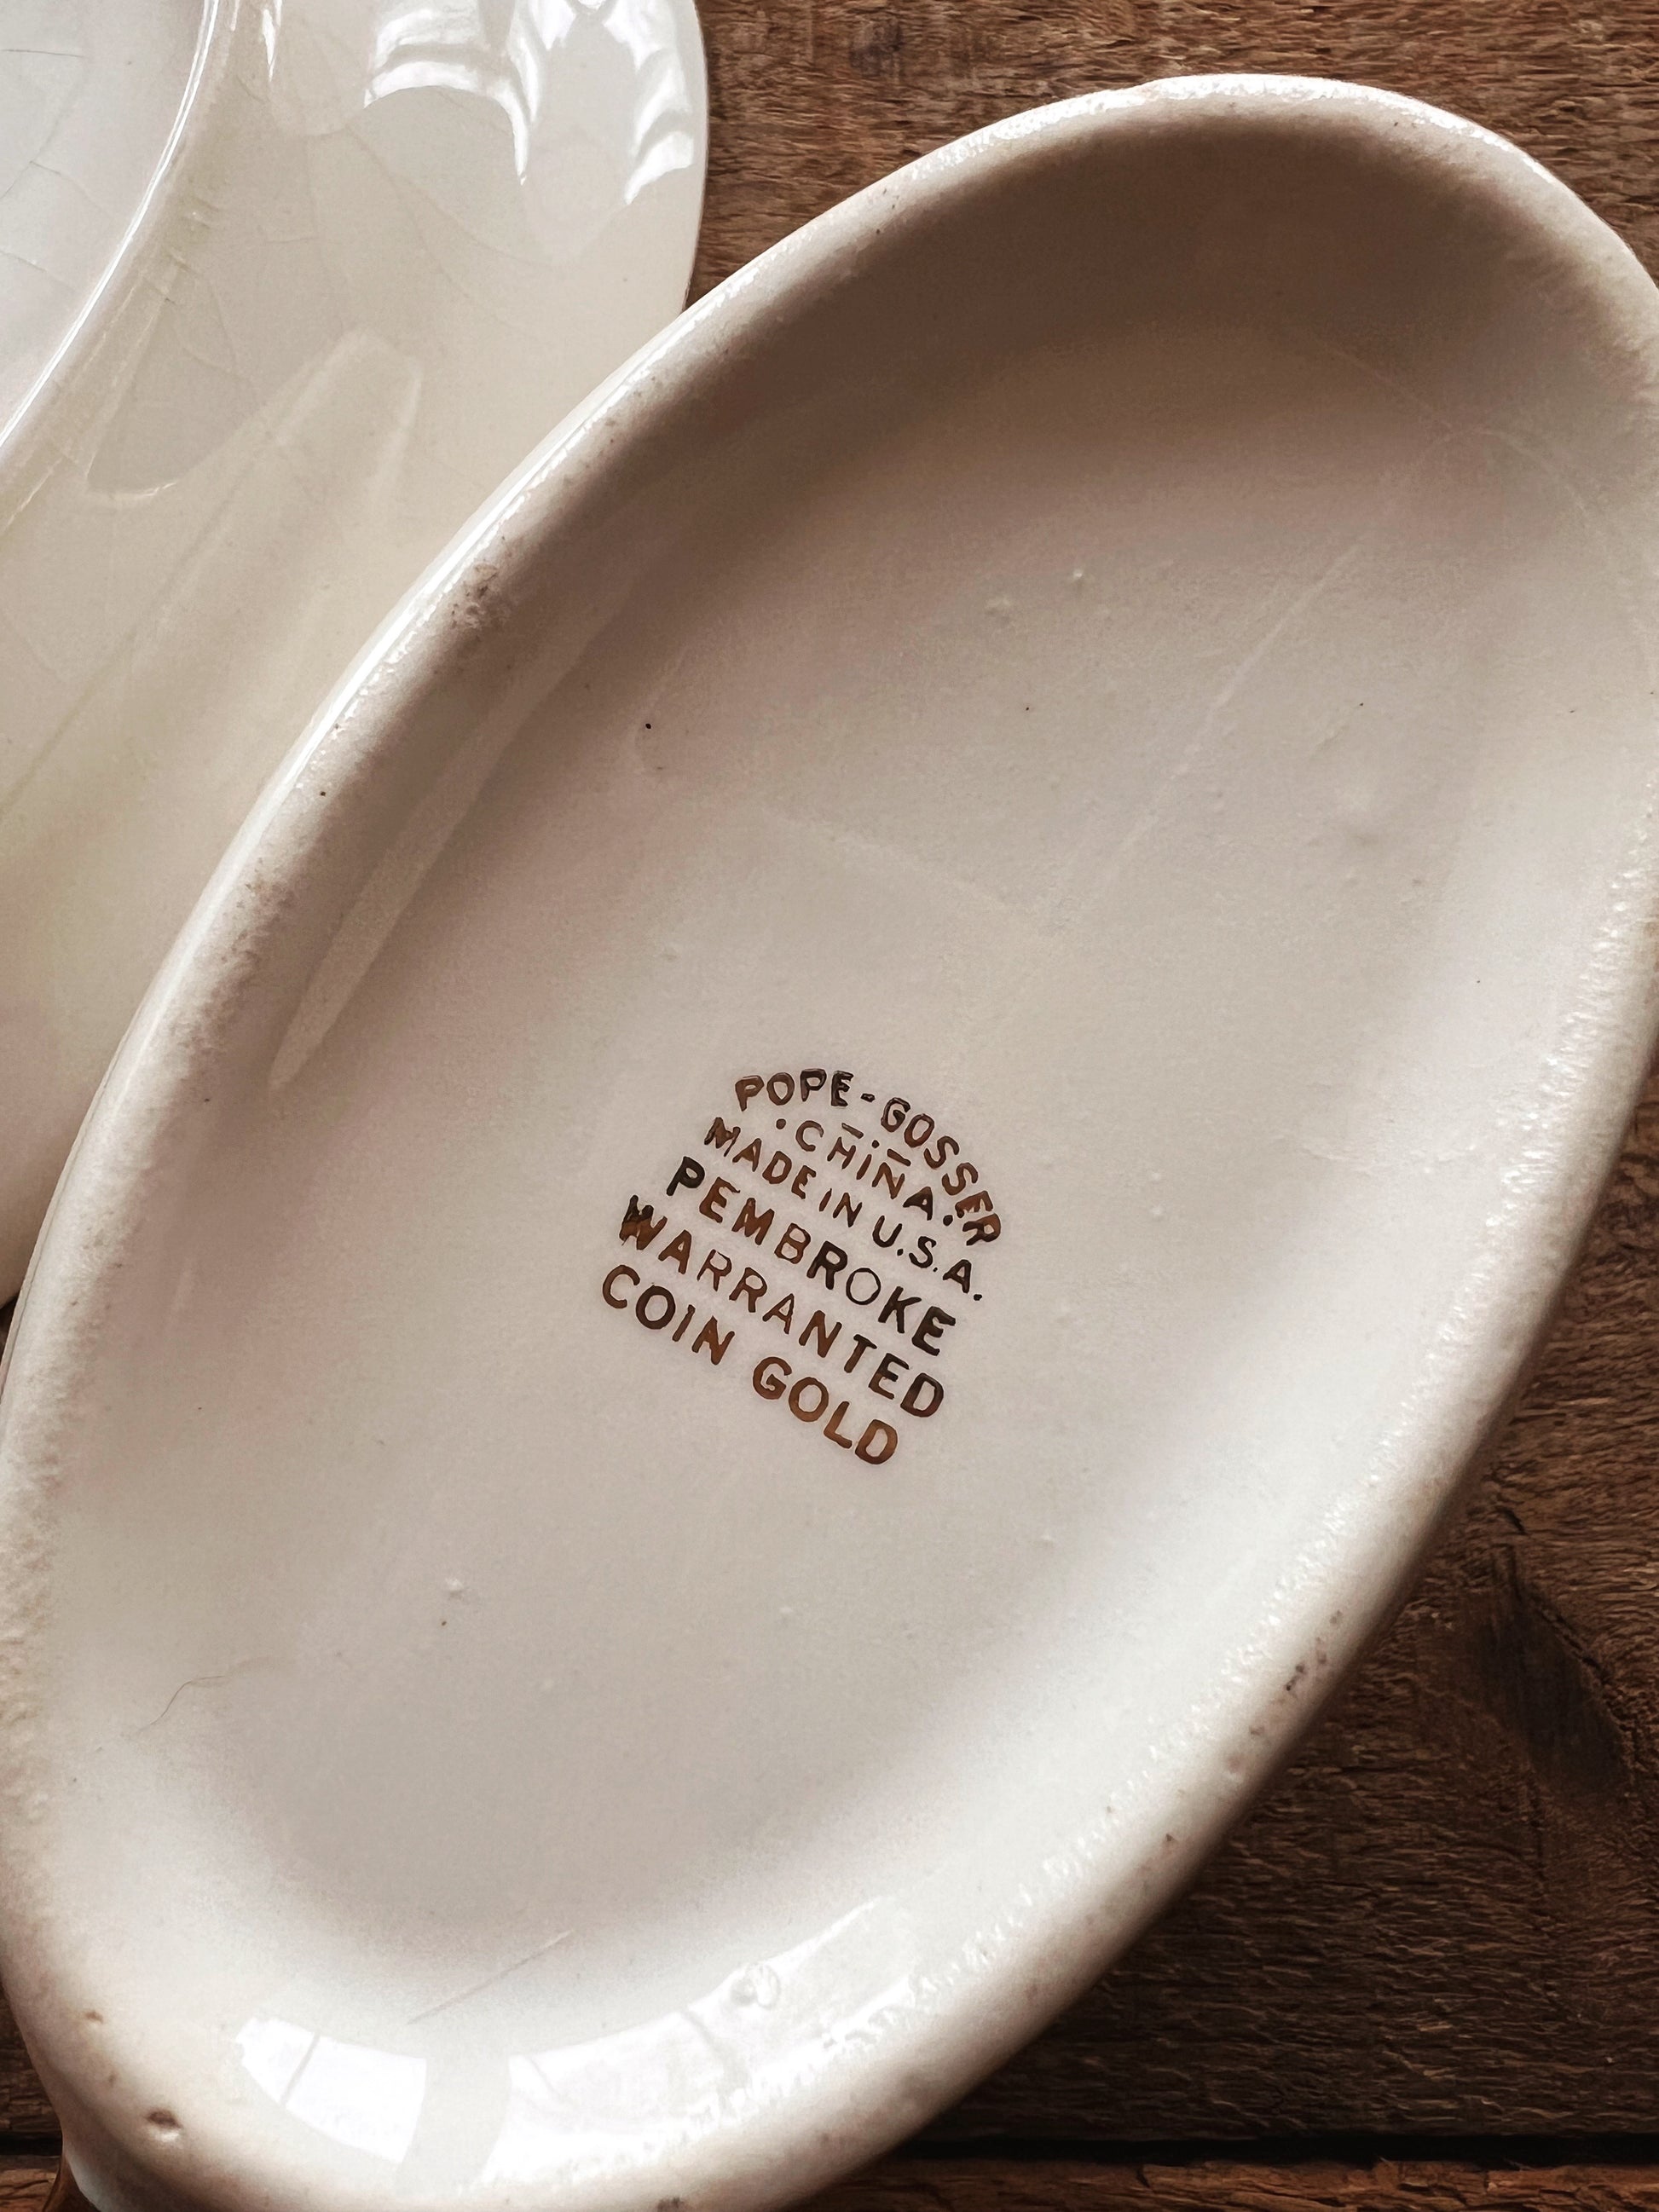 POPE-GOSSER
·CHINA·
MADE IN U.S.A.
PEMBROKE
WARRANTED
COIN GOLD